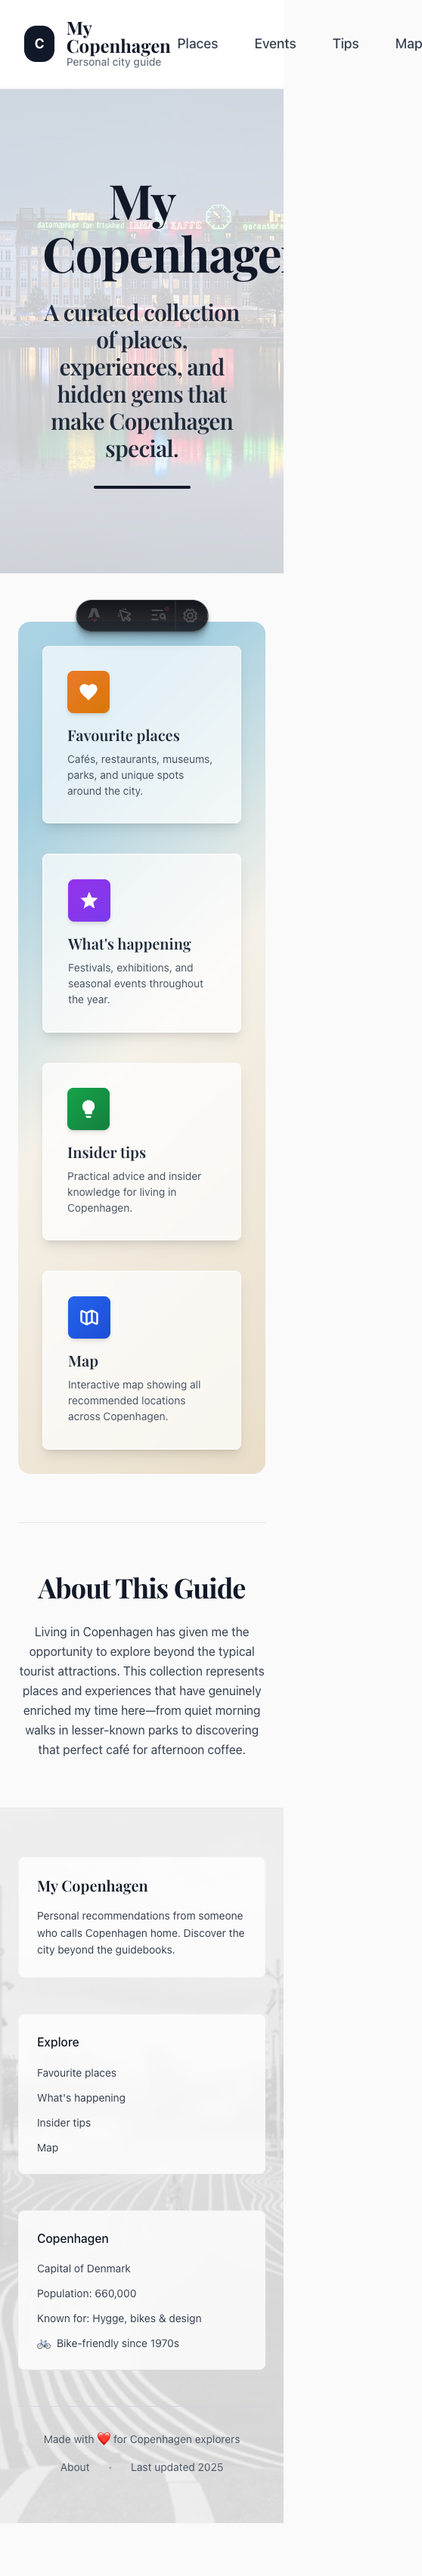 C
My
Copenhagen
Personal city guide
Places Events Tips Map
Irma
KAFFE
My
Copenhagen
A curated collection
of places,
experiences, and
hidden gems that
make Copenhagen
special.
Favourite places
Cafés, restaurants, museums,
parks, and unique spots
around the city.
What's happening
Festivals, exhibitions, and
seasonal events throughout
the year.
Insider tips
Practical advice and insider
knowledge for living in
Copenhagen.
Map
Interactive map showing all
recommended locations
across Copenhagen.
About This Guide
Living in Copenhagen has given me the
opportunity to explore beyond the typical
tourist attractions. This collection represents
places and experiences that have genuinely
enriched my time here—from quiet morning
walks in lesser-known parks to discovering
that perfect café for afternoon coffee.
My Copenhagen
Personal recommendations from someone
who calls Copenhagen home. Discover the
city beyond the guidebooks.
Explore
Favourite places
What's happening
Insider tips
Map
Copenhagen
Capital of Denmark
Population: 660,000
Known for: Hygge, bikes & design
🚲 Bike-friendly since 1970s
Made with ❤️ for Copenhagen explorers
About • Last updated 2025